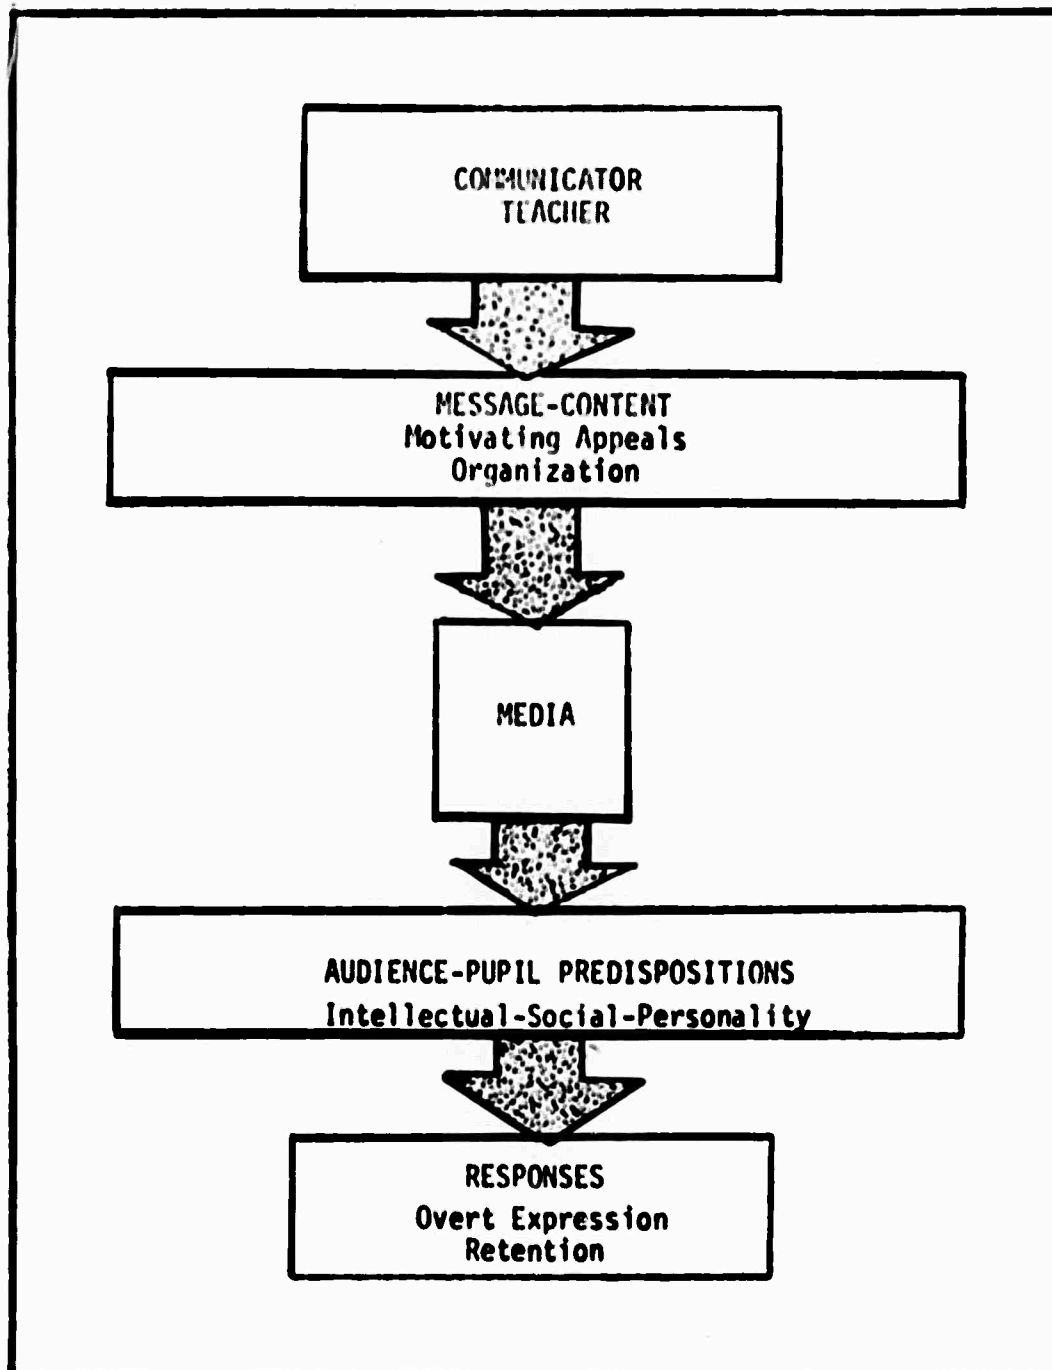 COMMUNICATOR
TEACHER
MESSAGE-CONTENT
Motivating Appeals
Organization
MEDIA
AUDIENCE-PUPIL PREDISPOSITIONS
Intellectual-Social-Personality
RESPONSES
Overt Expression
Retention